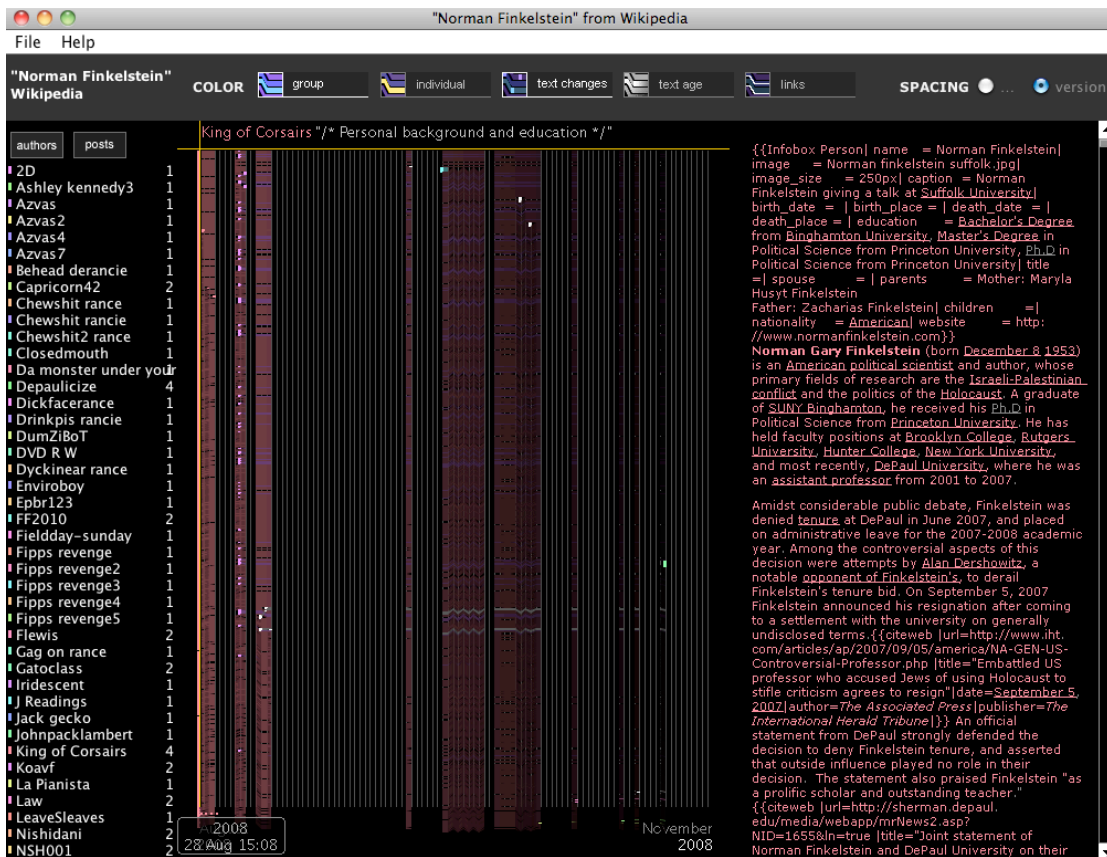 "Norman Finkelstein" from Wikipedia
File Help
"Norman Finkelstein"
Wikipedia
COLOR group individual text changes text age links SPACING ... version
authors posts
2D 1
Ashley kennedy3 1
Azvas 1
Azvas2 1
Azvas4 1
Azvas7 1
Behead derancie 1
Capricorn42 2
Chewshit rance 1
Chewshit rancie 1
Chewshit2 rance 1
Closedmouth 1
Da monster under your
Depaulicize 4
Dickfacerance 1
Drinkpis rancie 1
DumZiBoT 1
DVD R W 1
Dyckinear rance 1
Enviroboy 1
Epbr123 1
FF2010 2
Fieldday-sunday 1
Fipps revenge 1
Fipps revenge2 1
Fipps revenge3 1
Fipps revenge4 1
Fipps revenge5 1
Flewis 2
Gag on rance 1
Gatoclass 2
Iridescent 1
J Readings 1
Jack gecko 1
Johnpacklambert 1
King of Corsairs 4
Koavf 2
La Pianista 1
Law 2
LeaveSleaves 1
Nishidani 2
NSH001 2
King of Corsairs "/* Personal background and education */"
2008
28 Aug 15:08
November
2008
{{Infobox Person| name = Norman Finkelstein|
image = Norman finkelstein suffolk.jpg|
image_size = 250px| caption = Norman
Finkelstein giving a talk at Suffolk University|
birth_date = | birth_place = | death_date = |
death_place = | education = Bachelor's Degree
from Binghamton University, Master's Degree in
Political Science from Princeton University, Ph.D in
Political Science from Princeton University| title
=| spouse = | parents = Mother: Maryla
Husyt Finkelstein
Father: Zacharias Finkelstein| children =|
nationality = American| website = http:
//www.normanfinkelstein.com}}
Norman Gary Finkelstein (born December 8 1953)
is an American political scientist and author, whose
primary fields of research are the Israeli-Palestinian
conflict and the politics of the Holocaust. A graduate
of SUNY Binghamton, he received his Ph.D in
Political Science from Princeton University. He has
held faculty positions at Brooklyn College, Rutgers
University, Hunter College, New York University,
and most recently, DePaul University, where he was
an assistant professor from 2001 to 2007.
Amidst considerable public debate, Finkelstein was
denied tenure at DePaul in June 2007, and placed
on administrative leave for the 2007-2008 academic
year. Among the controversial aspects of this
decision were attempts by Alan Dershowitz, a
notable opponent of Finkelstein's, to derail
Finkelstein's tenure bid. On September 5, 2007
Finkelstein announced his resignation after coming
to a settlement with the university on generally
undisclosed terms.{{citeweb |url=http://www.iht.
com/articles/ap/2007/09/05/america/NA-GEN-US-
Controversial-Professor.php |title="Embattled US
professor who accused Jews of using Holocaust to
stifle criticism agrees to resign"|date=September 5,
2007|author=The Associated Press|publisher=The
International Herald Tribune|}} An official
statement from DePaul strongly defended the
decision to deny Finkelstein tenure, and asserted
that outside influence played no role in their
decision. The statement also praised Finkelstein "as
a prolific scholar and outstanding teacher."
{{citeweb |url=http://sherman.depaul.
edu/media/webapp/mrNews2.asp?
NID=1655&ln=true |title="Joint statement of
Norman Finkelstein and DePaul University on their